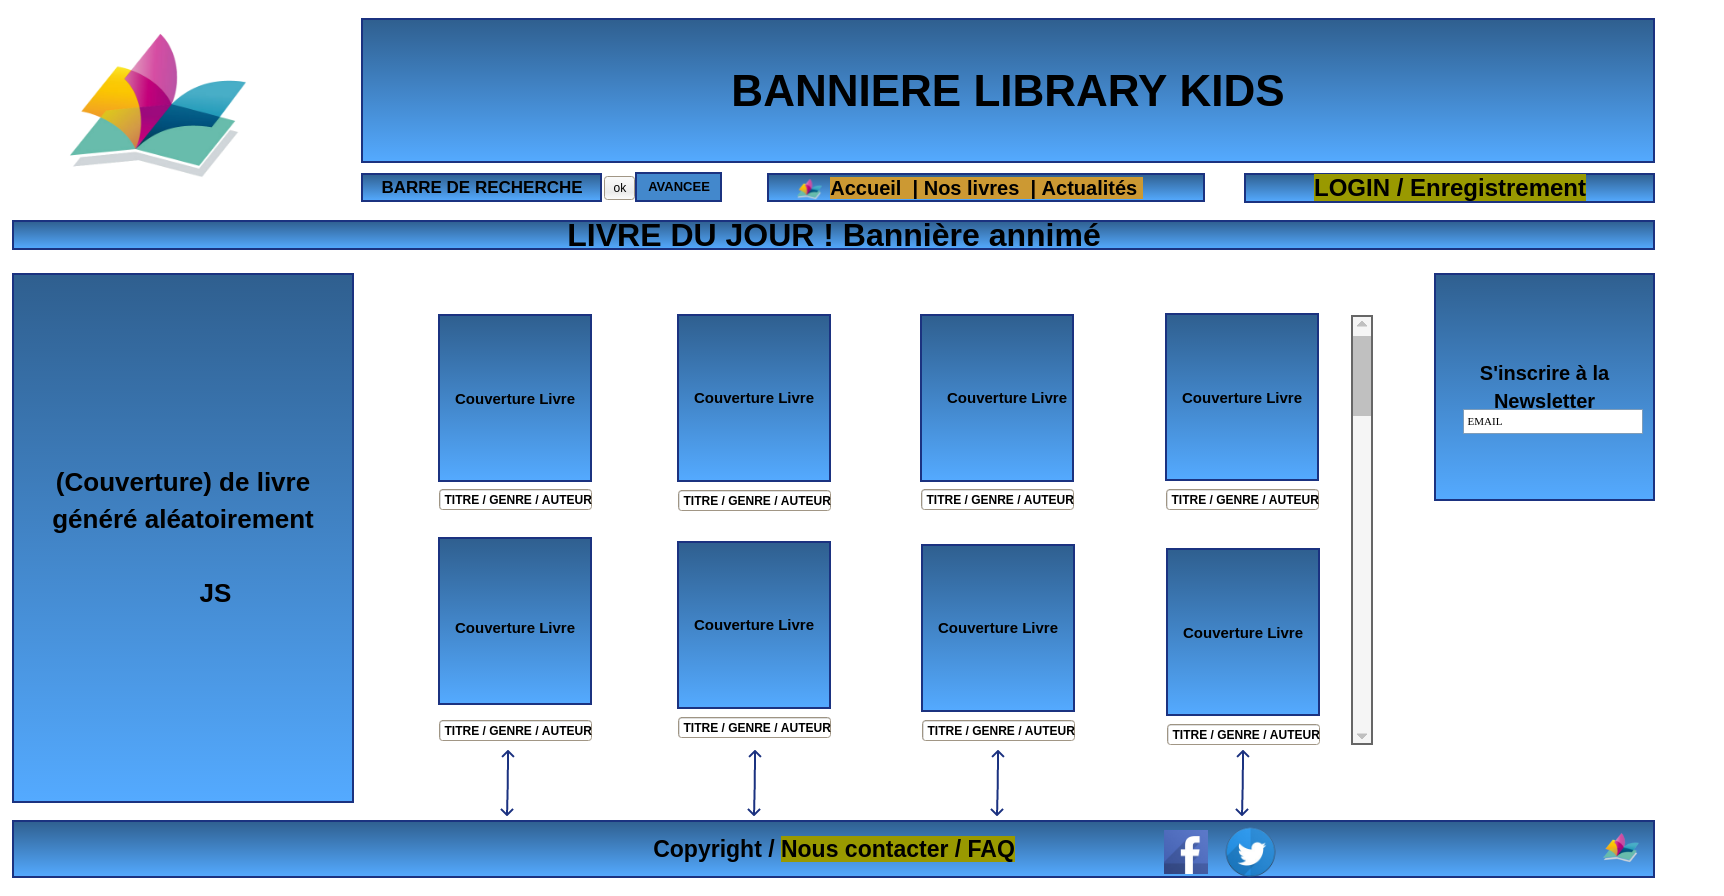 BANNIERE LIBRARY KIDS
BARRE DE RECHERCHE
ok
AVANCEE
Accueil | Nos livres | Actualités
LOGIN / Enregistrement
LIVRE DU JOUR ! Bannière annimé
(Couverture) de livre
généré aléatoirement
JS
Couverture Livre
Couverture Livre
Couverture Livre
Couverture Livre
TITRE / GENRE / AUTEUR
TITRE / GENRE / AUTEUR
TITRE / GENRE / AUTEUR
TITRE / GENRE / AUTEUR
Couverture Livre
Couverture Livre
Couverture Livre
Couverture Livre
TITRE / GENRE / AUTEUR
TITRE / GENRE / AUTEUR
TITRE / GENRE / AUTEUR
TITRE / GENRE / AUTEUR
S'inscrire à la
Newsletter
EMAIL
Copyright / Nous contacter / FAQ